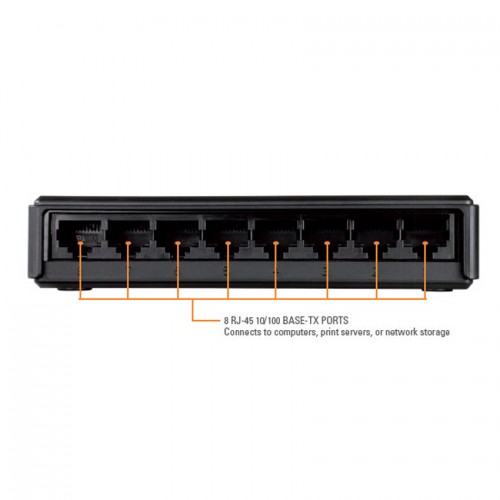 8 RJ-45 10/100 BASE-TX PORTS
Connects to computers, print servers, or network storage